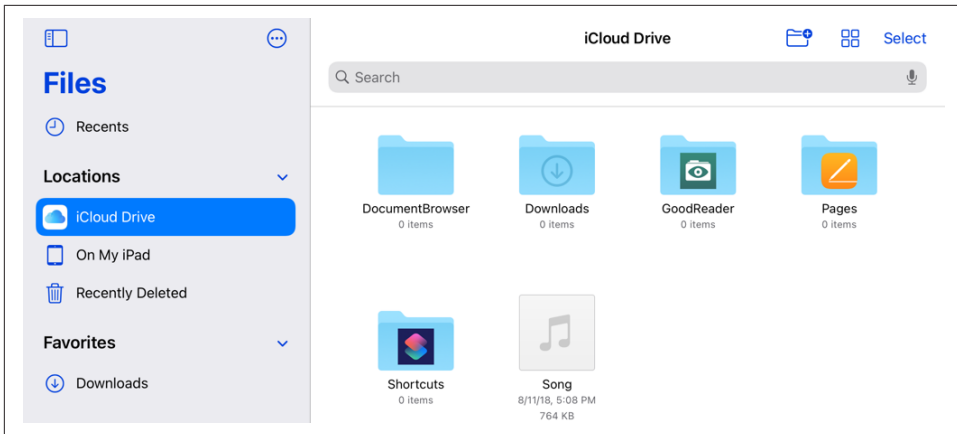 Files
Recents
Locations
iCloud Drive
On My iPad
Recently Deleted
Favorites
Downloads
iCloud Drive
Select
Search
DocumentBrowser
0 items
Downloads
0 items
GoodReader
0 items
Pages
0 items
Shortcuts
0 items
Song
8/11/18, 5:08 PM
764 KB